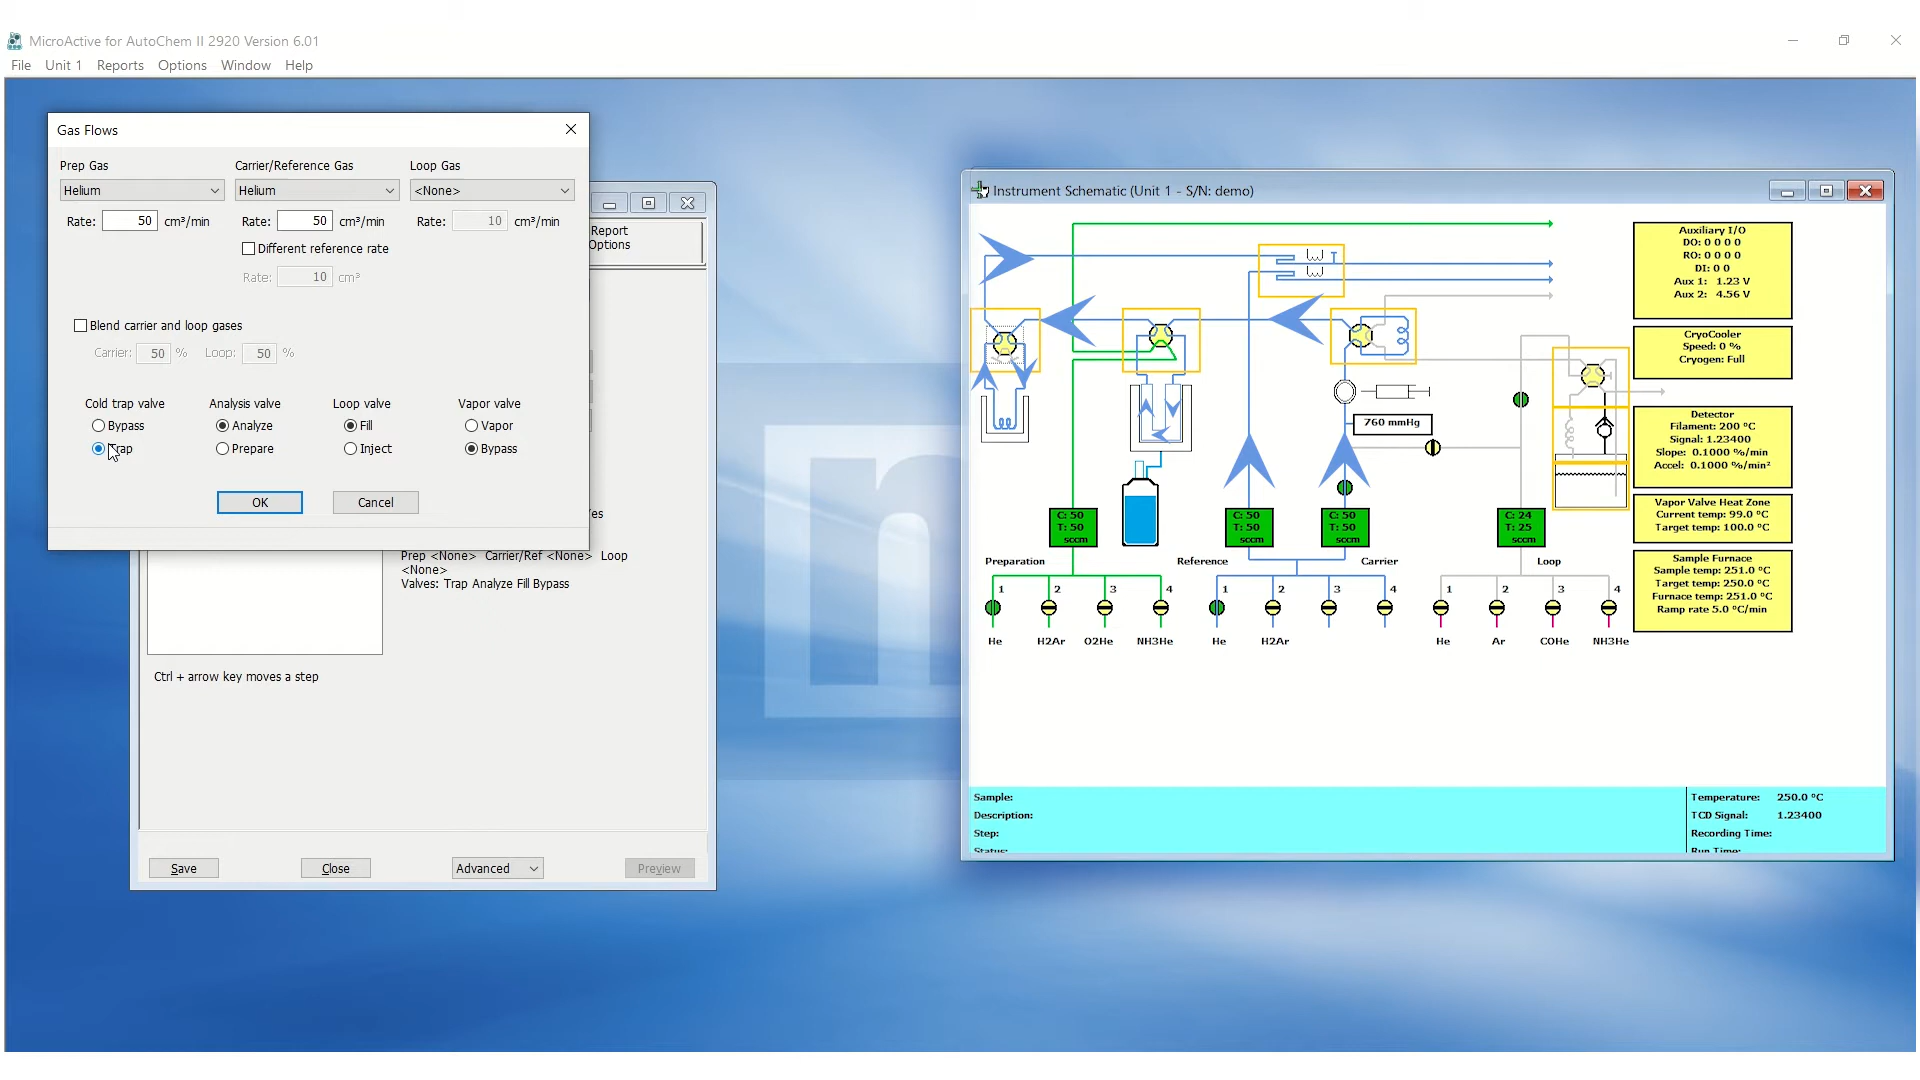 MicroActive for AutoChem II 2920 Version 6.01
File Unit 1 Reports Options Window Help
Gas Flows
Prep Gas Carrier/Reference Gas Loop Gas
Helium Helium <None>
Rate: 50 cm³/min Rate: 50 cm³/min Rate: 10 cm³/min
Different reference rate
Rate: 10 cm³
Blend carrier and loop gases
Carrier: 50 % Loop: 50 %
Cold trap valve Analysis valve Loop valve Vapor valve
Bypass Analyze Fill Vapor
Trap Prepare Inject Bypass
OK Cancel
Report
Options
es
Prep <None> Carrier/Ref <None> Loop
<None>
Valves: Trap Analyze Fill Bypass
Ctrl + arrow key moves a step
Save Close Advanced Preview
Instrument Schematic (Unit 1 - S/N: demo)
T
760 mmHg
C: 50
T: 50
sccm
C: 50
T: 50
sccm
C: 50
T: 50
sccm
C: 24
T: 25
sccm
Preparation Reference Carrier Loop
1 2 3 4 1 2 3 4 1 2 3 4
He H2Ar O2He NH3He He H2Ar He Ar COHe NH3He
Auxiliary I/O
DO: 0 0 0 0
RO: 0 0 0 0
DI: 0 0
Aux 1: 1.23 V
Aux 2: 4.56 V
CryoCooler
Speed: 0 %
Cryogen: Full
Detector
Filament: 200 °C
Signal: 1.23400
Slope: 0.1000 %/min
Accel: 0.1000 %/min²
Vapor Valve Heat Zone
Current temp: 99.0 °C
Target temp: 100.0 °C
Sample Furnace
Sample temp: 251.0 °C
Target temp: 250.0 °C
Furnace temp: 251.0 °C
Ramp rate 5.0 °C/min
Sample:
Description:
Step:
Status:
Temperature: 250.0 °C
TCD Signal: 1.23400
Recording Time:
Run Time: